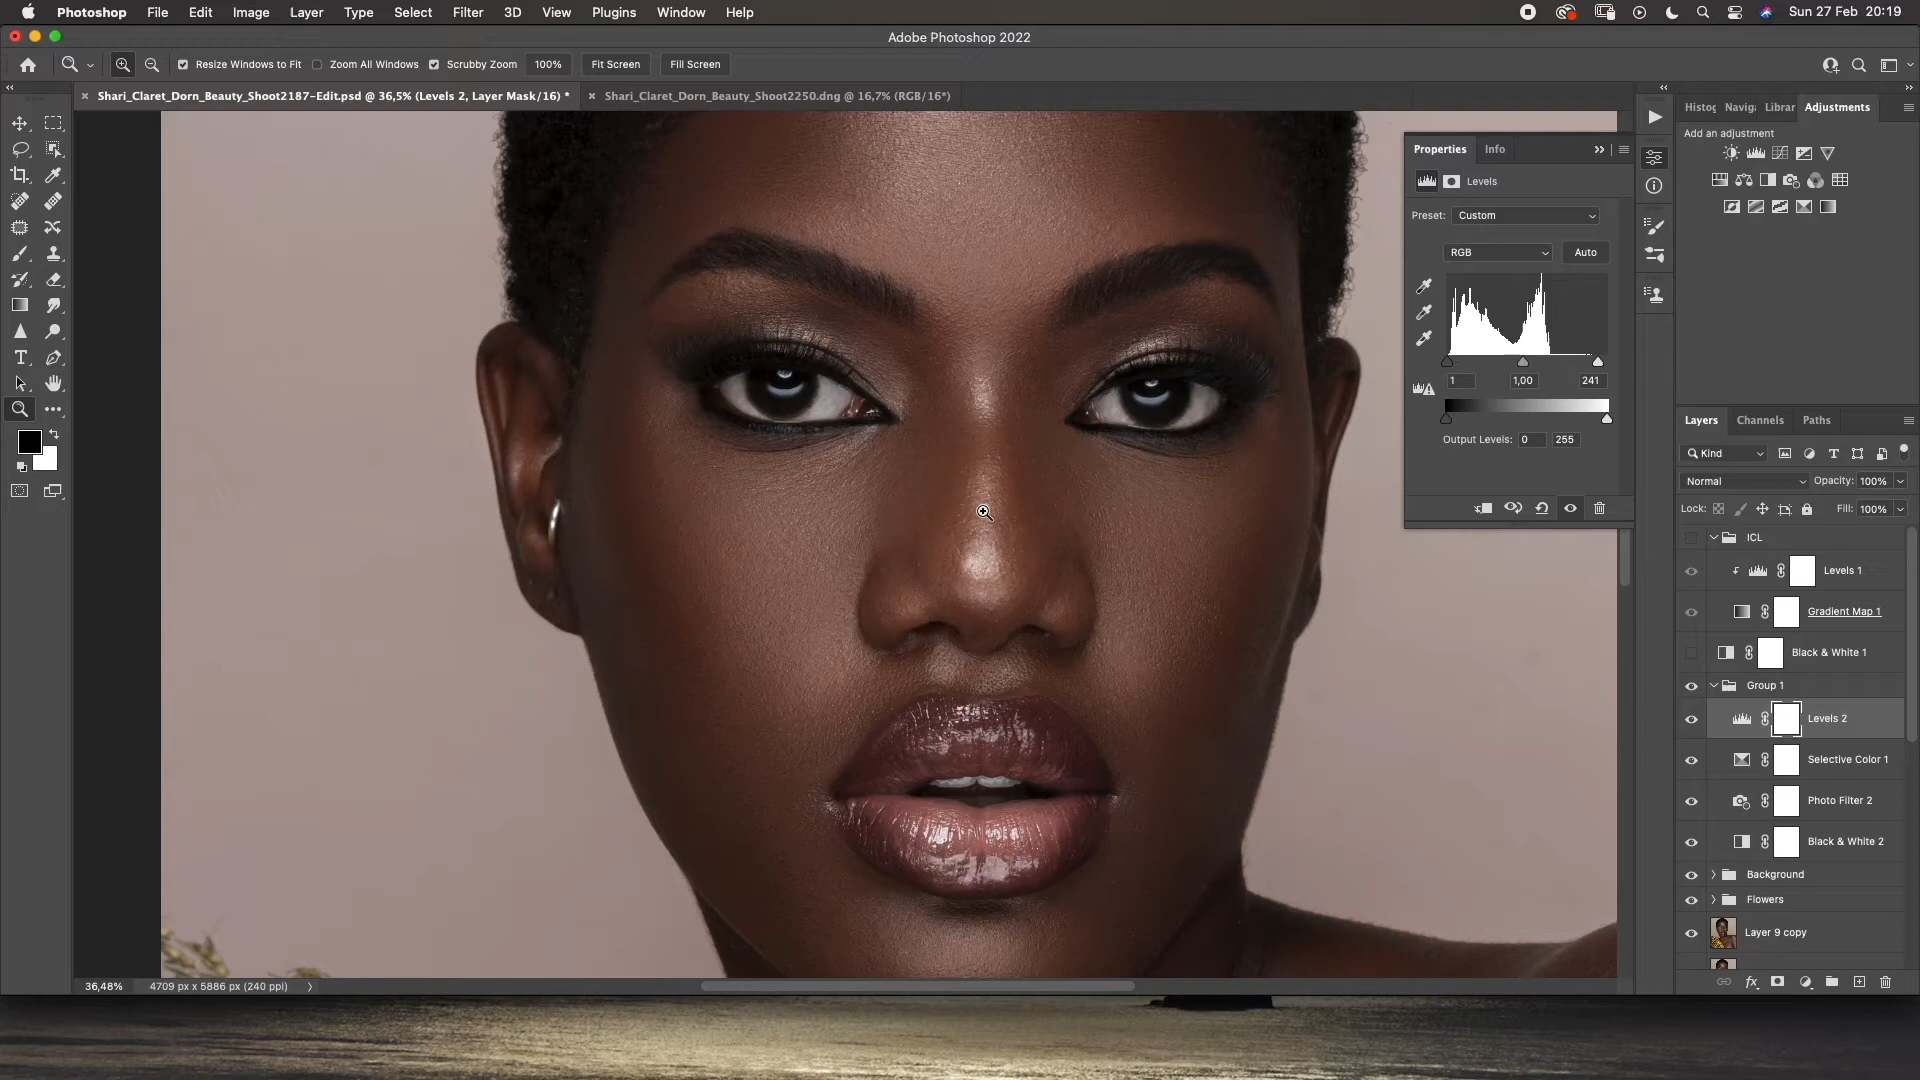 Photoshop File Edit Image Layer Type Select Filter 3D View Plugins Window Help Sun 27 Feb 20:19
Adobe Photoshop 2022
Resize Windows to Fit Zoom All Windows Scrubby Zoom 100% Fit Screen Fill Screen
Shari_Claret_Dorn_Beauty_Shoot2187-Edit.psd @ 36,5% (Levels 2, Layer Mask/16) * Shari_Claret_Dorn_Beauty_Shoot2250.dng @ 16,7% (RGB/16*)
Histog Naviga Librar Adjustments
Add an adjustment
Properties Info
Levels
Preset: Custom
RGB Auto
1 1,00 241
Output Levels: 0 255
Layers Channels Paths
Kind
Normal Opacity: 100%
Lock: Fill: 100%
ICL
Levels 1
Gradient Map 1
Black & White 1
Group 1
Levels 2
Selective Color 1
Photo Filter 2
Black & White 2
Background
Flowers
Layer 9 copy
36,48% 4709 px x 5886 px (240 ppi)